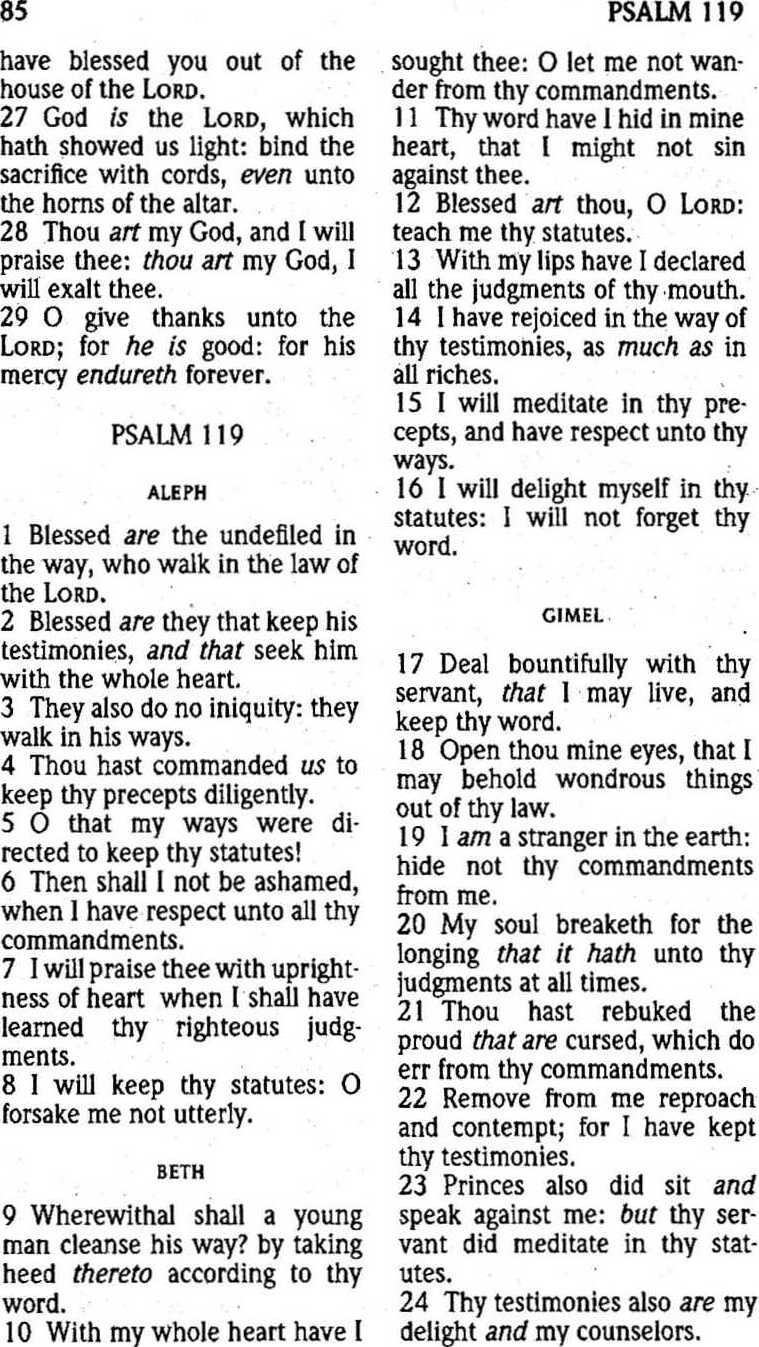 85
PSALM 119
have blessed you out of the
house of the LORD.
27 God is the LORD, which
hath showed us light: bind the
sacrifice with cords, even unto
the horns of the altar.
28 Thou art my God, and I will
praise thee: thou art my God, I
will exalt thee.
29 O give thanks unto the
LORD; for he is good: for his
mercy endureth forever.
PSALM 119
ALEPH
1 Blessed are the undefiled in
the way, who walk in the law of
the LORD.
2 Blessed are they that keep his
testimonies, and that seek him
with the whole heart.
3 They also do no iniquity: they
walk in his ways.
4 Thou hast commanded us to
keep thy precepts diligently.
5 O that my ways were di-
rected to keep thy statutes!
6 Then shall I not be ashamed,
when I have respect unto all thy
commandments.
7 I will praise thee with upright-
ness of heart when I shall have
learned thy righteous judg-
ments.
8 I will keep thy statutes: O
forsake me not utterly.
BETH
9 Wherewithal shall a young
man cleanse his way? by taking
heed thereto according to thy
word.
10 With my whole heart have I
sought thee: O let me not wan-
der from thy commandments.
11 Thy word have I hid in mine
heart, that I might not sin
against thee.
12 Blessed art thou, O LORD:
teach me thy statutes.
13 With my lips have I declared
all the judgments of thy mouth.
14 I have rejoiced in the way of
thy testimonies, as much as in
all riches.
15 I will meditate in thy pre-
cepts, and have respect unto thy
ways.
16 I will delight myself in thy
statutes: I will not forget thy
word.
GIMEL
17 Deal bountifully with thy
servant, that I may live, and
keep thy word.
18 Open thou mine eyes, that I
may behold wondrous things
out of thy law.
19 I am a stranger in the earth:
hide not thy commandments
from me.
20 My soul breaketh for the
longing that it hath unto thy
judgments at all times.
21 Thou hast rebuked the
proud that are cursed, which do
err from thy commandments.
22 Remove from me reproach
and contempt; for I have kept
thy testimonies.
23 Princes also did sit and
speak against me: but thy ser-
vant did meditate in thy stat-
utes.
24 Thy testimonies also are my
delight and my counselors.